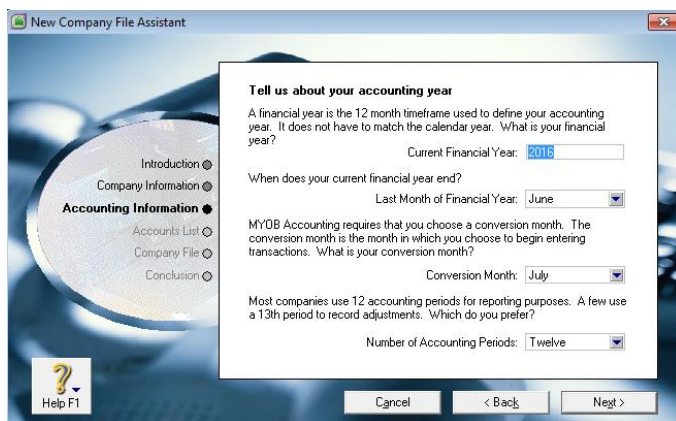 New Company File Assistant
Introduction
Company Information
Accounting Information
Accounts List
Company File
Conclusion
Tell us about your accounting year
A financial year is the 12 month timeframe used to define your accounting
year. It does not have to match the calendar year. What is your financial
year?
Current Financial Year: 2016
When does your current financial year end?
Last Month of Financial Year: June
MYOB Accounting requires that you choose a conversion month. The
conversion month is the month in which you choose to begin entering
transactions. What is your conversion month?
Conversion Month: July
Most companies use 12 accounting periods for reporting purposes. A few use
a 13th period to record adjustments. Which do you prefer?
Number of Accounting Periods: Twelve
Help F1
Cancel
< Back
Next >